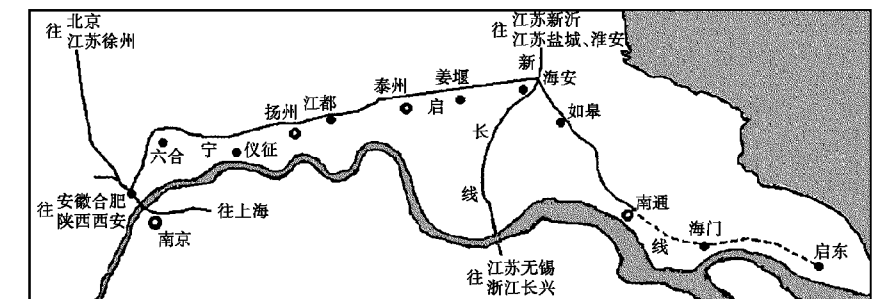 往
北京
江苏徐州
往
江苏新沂
江苏盐城、淮安
新
海安
姜堰
泰州
启
江都
扬州
长
如皋
宁
仪征
六合
线
安徽合肥
往
陕西西安
往上海
南京
南通
线
海门
启东
往
江苏无锡
浙江长兴